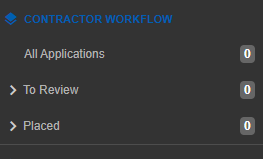 CONTRACTOR WORKFLOW
All Applications 0
To Review 0
Placed 0